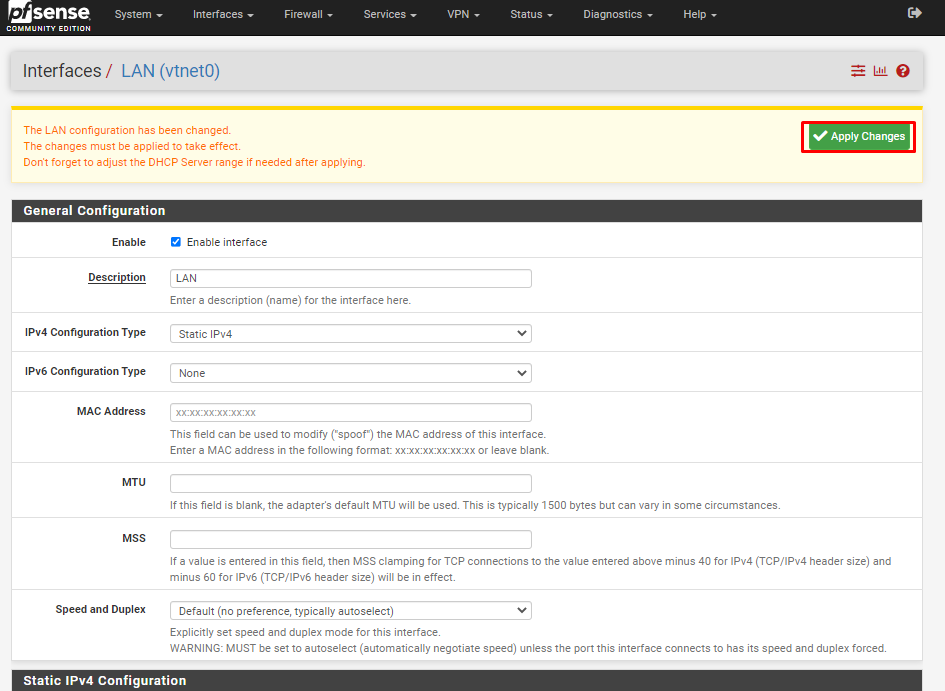 pfsense
COMMUNITY EDITION
System Interfaces Firewall Services VPN Status Diagnostics Help
Interfaces / LAN (vtnet0)
The LAN configuration has been changed.
The changes must be applied to take effect.
Don't forget to adjust the DHCP Server range if needed after applying.
Apply Changes
General Configuration
Enable Enable interface
Description LAN
Enter a description (name) for the interface here.
IPv4 Configuration Type Static IPv4
IPv6 Configuration Type None
MAC Address xx:xx:xx:xx:xx:xx
This field can be used to modify ("spoof") the MAC address of this interface.
Enter a MAC address in the following format: xx:xx:xx:xx:xx:xx or leave blank.
MTU
If this field is blank, the adapter's default MTU will be used. This is typically 1500 bytes but can vary in some circumstances.
MSS
If a value is entered in this field, then MSS clamping for TCP connections to the value entered above minus 40 for IPv4 (TCP/IPv4 header size) and
minus 60 for IPv6 (TCP/IPv6 header size) will be in effect.
Speed and Duplex Default (no preference, typically autoselect)
Explicitly set speed and duplex mode for this interface.
WARNING: MUST be set to autoselect (automatically negotiate speed) unless the port this interface connects to has its speed and duplex forced.
Static IPv4 Configuration